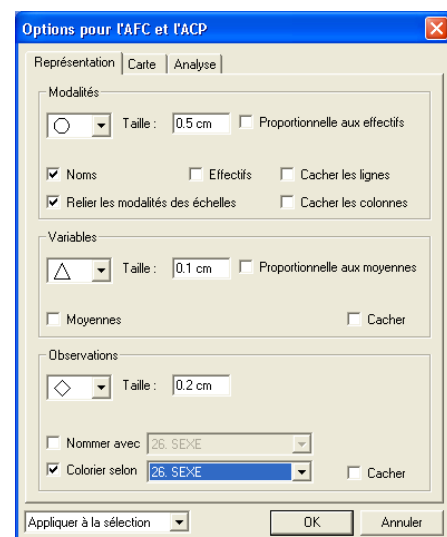 Options pour l'AFC et l'ACP
Représentation Carte Analyse
Modalités
Taille : 0.5 cm Proportionnelle aux effectifs
Noms Effectifs Cacher les lignes
Relier les modalités des échelles Cacher les colonnes
Variables
Taille : 0.1 cm Proportionnelle aux moyennes
Moyennes Cacher
Observations
Taille : 0.2 cm
Nommer avec 26. SEXE
Colorier selon 26. SEXE Cacher
Appliquer à la sélection OK Annuler